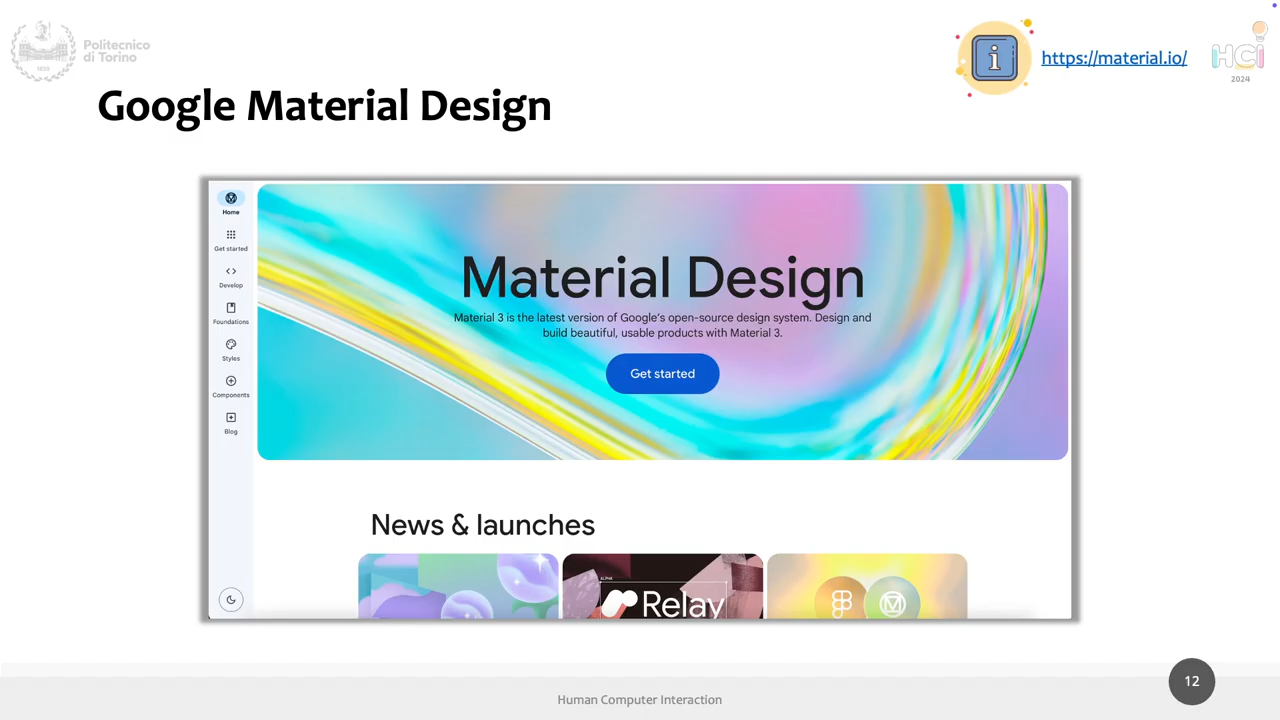 Politecnico
di Torino
1859
https://material.io/
HCI
2024
Google Material Design
Home
Get started
Develop
Foundations
Styles
Components
Blog
Material Design
Material 3 is the latest version of Google's open-source design system. Design and
build beautiful, usable products with Material 3.
Get started
News & launches
ALPHA
Relay
12
Human Computer Interaction